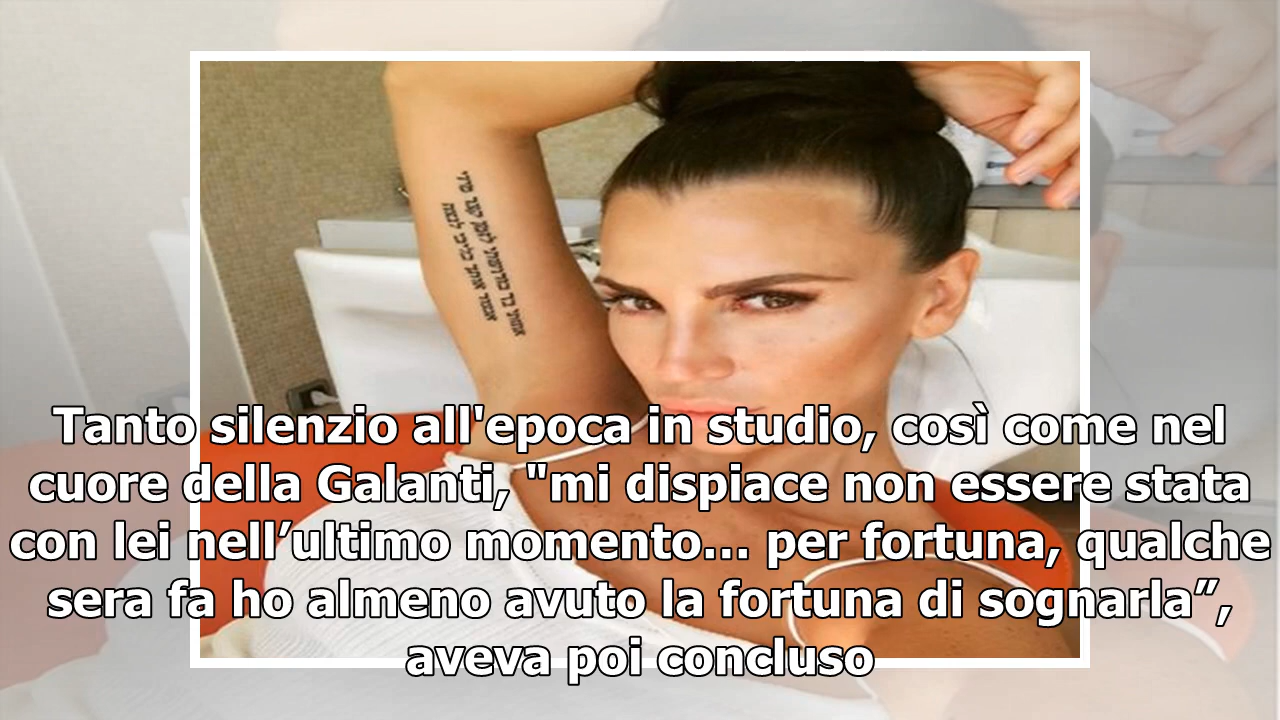 Tanto silenzio all'epoca in studio, così come nel
cuore della Galanti, "mi dispiace non essere stata
con lei nell’ultimo momento... per fortuna, qualche
sera fa ho almeno avuto la fortuna di sognarla”,
aveva poi concluso